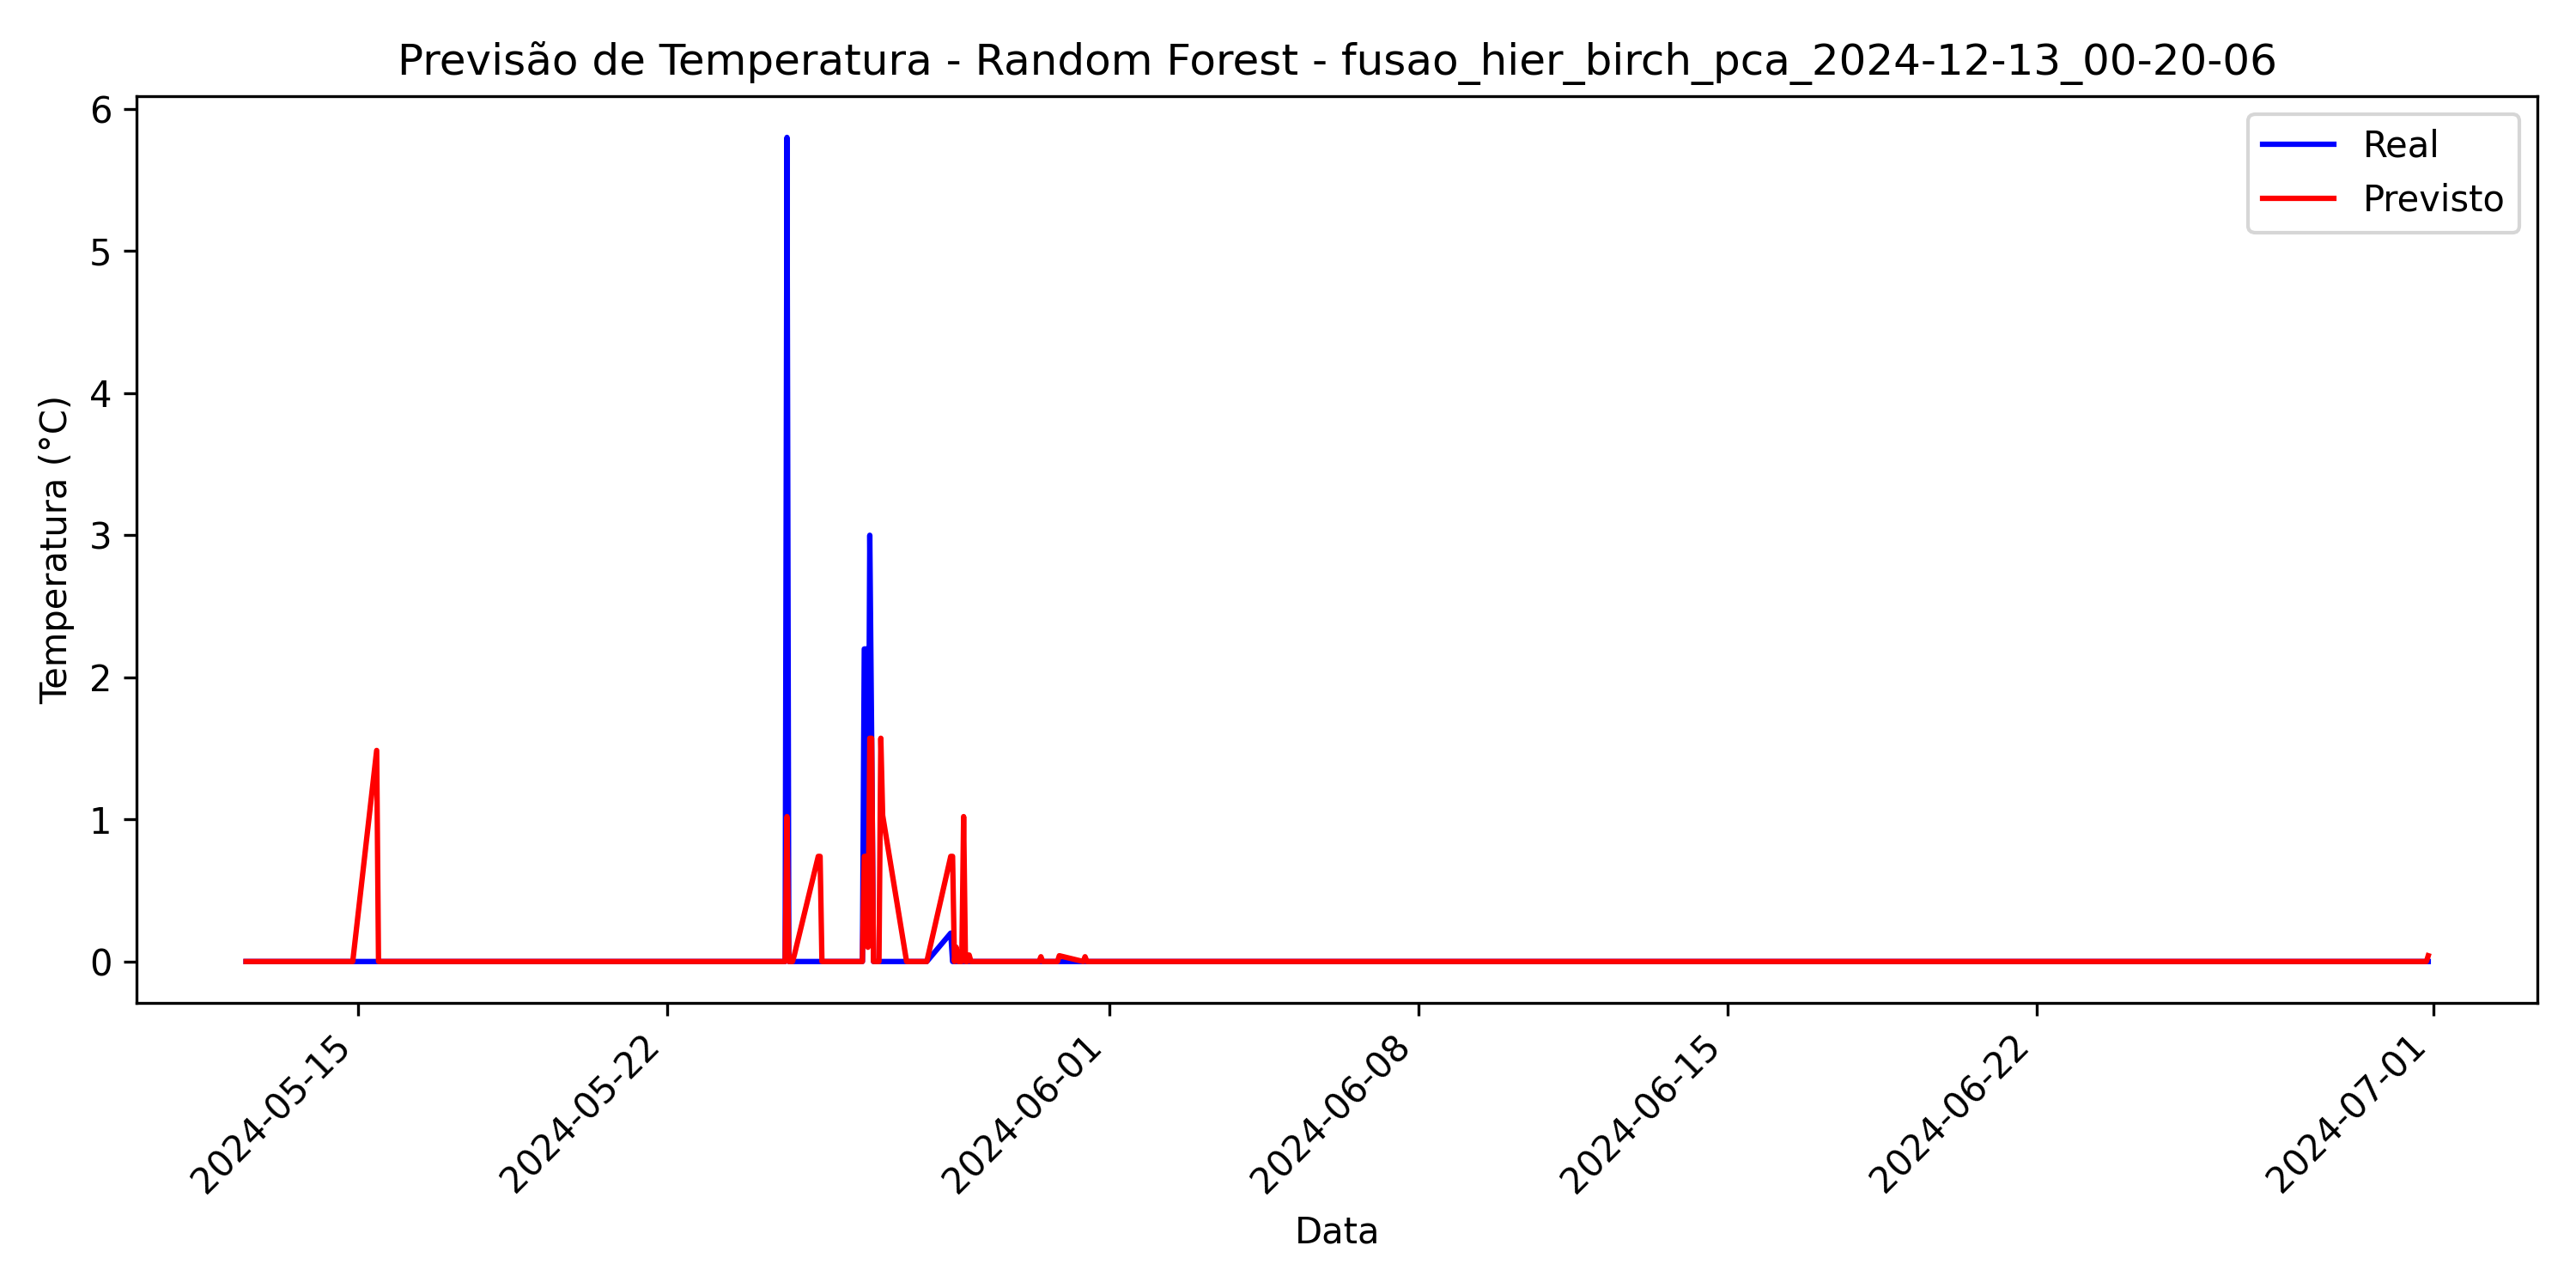 Previsão de Temperatura - Random Forest - fusao_hier_birch_pca_2024-12-13_00-20-06
Real
Previsto
Temperatura (°C)
6
5
4
3
2
1
0
2024-05-15
2024-05-22
2024-06-01
2024-06-08
2024-06-15
2024-06-22
2024-07-01
Data